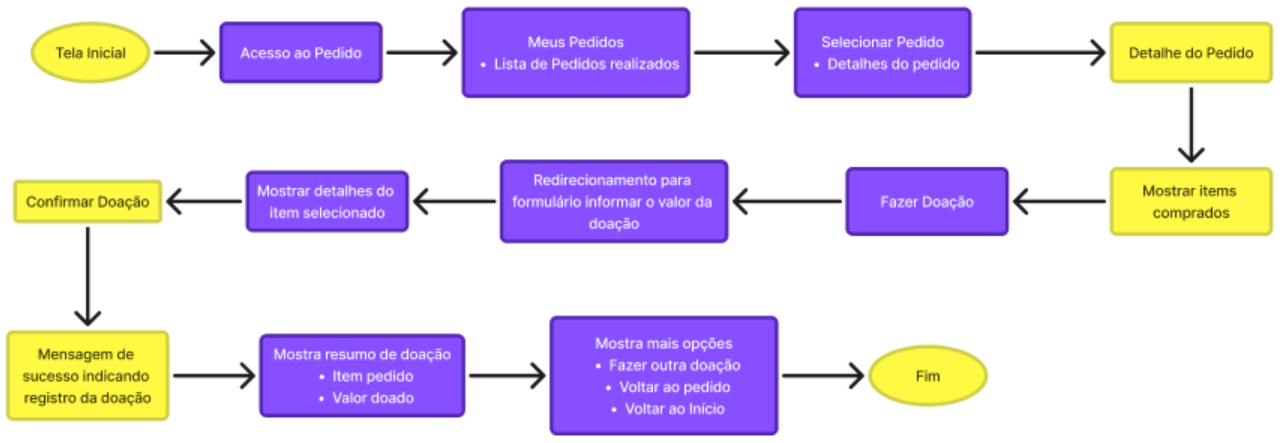 Tela Inicial
Acesso ao Pedido
Meus Pedidos
• Lista de Pedidos realizados
Selecionar Pedido
• Detalhes do pedido
Detalhe do Pedido
Mostrar items
comprados
Fazer Doação
Redirecionamento para
formulário informar o valor da
doação
Mostrar detalhes do
item selecionado
Confirmar Doação
Mensagem de
sucesso indicando
registro da doação
Mostra resumo de doação
• Item pedido
• Valor doado
Mostra mais opções
• Fazer outra doação
• Voltar ao pedido
• Voltar ao Início
Fim